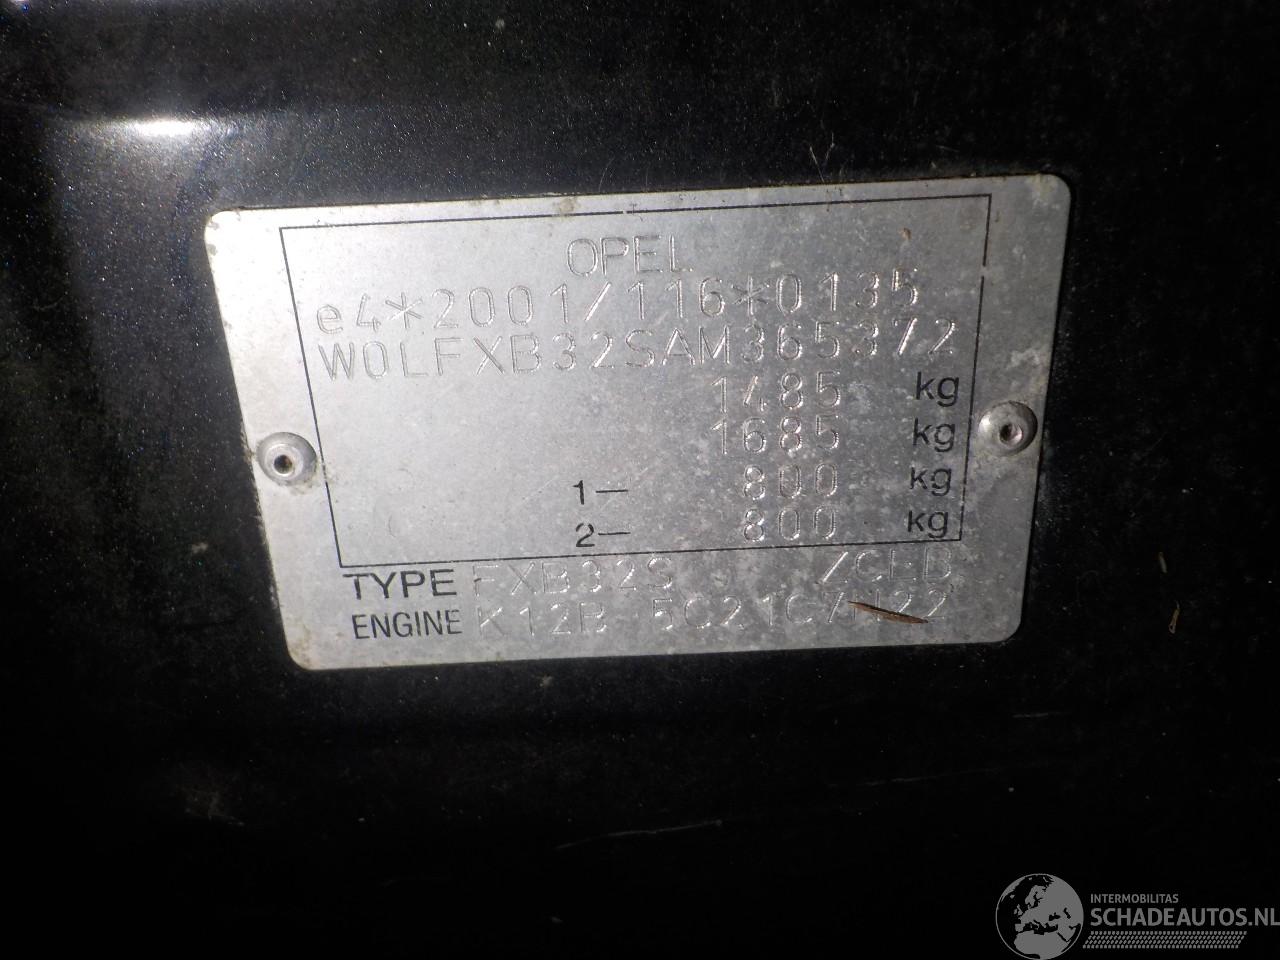 OPEL
e4*2001/116*0135
W0LFXB32SAM365372
1485 kg
1685 kg
1— 800 kg
2— 800 kg
TYPE FXB32S
ENGINE K12B
INTERMOBILITAS
SCHADEAUTOS.NL